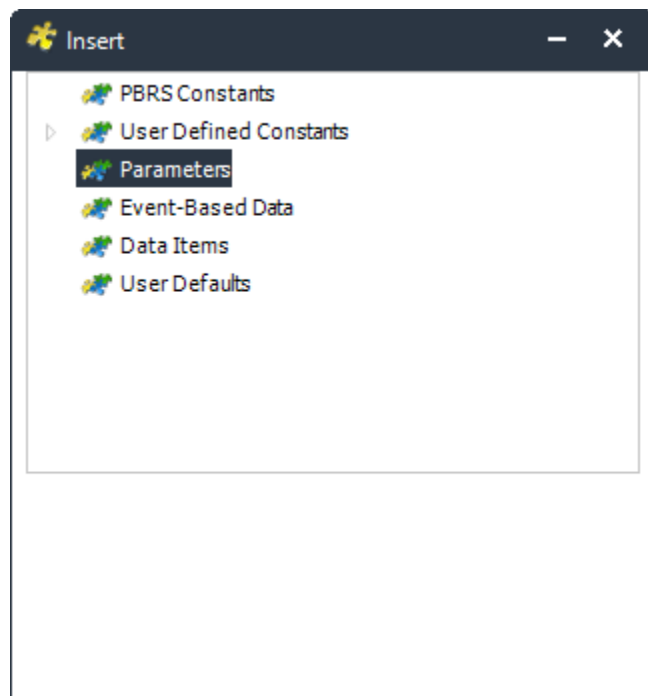 Insert
PBRS Constants
User Defined Constants
Parameters
Event-Based Data
Data Items
User Defaults